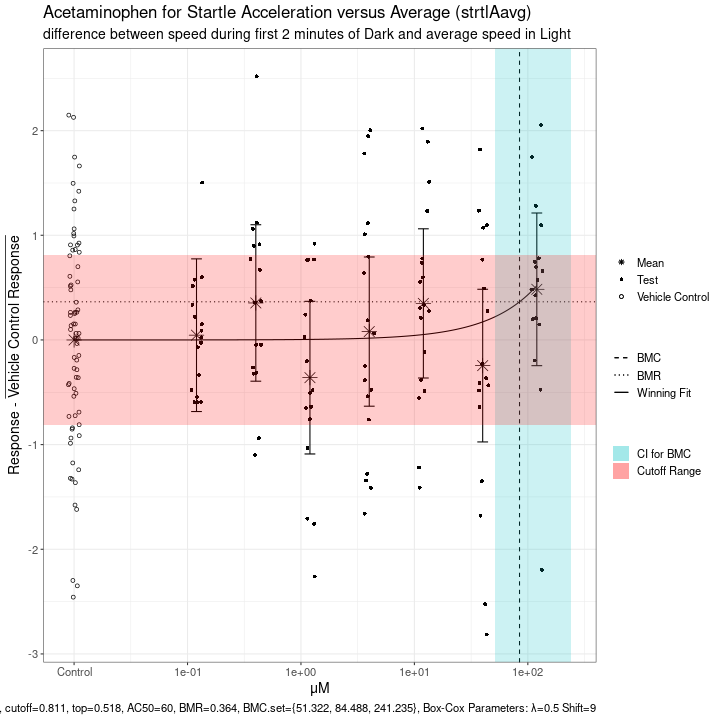 Acetaminophen for Startle Acceleration versus Average (strtlAavg)
difference between speed during first 2 minutes of Dark and average speed in Light
Response - Vehicle Control Response
2
1
0
-1
-2
-3
Control
1e-01
1e+00
1e+01
1e+02
μM
Mean
Test
Vehicle Control
BMC
BMR
Winning Fit
CI for BMC
Cutoff Range
, cutoff=0.811, top=0.518, AC50=60, BMR=0.364, BMC.set={51.322, 84.488, 241.235}, Box-Cox Parameters: λ=0.5 Shift=9